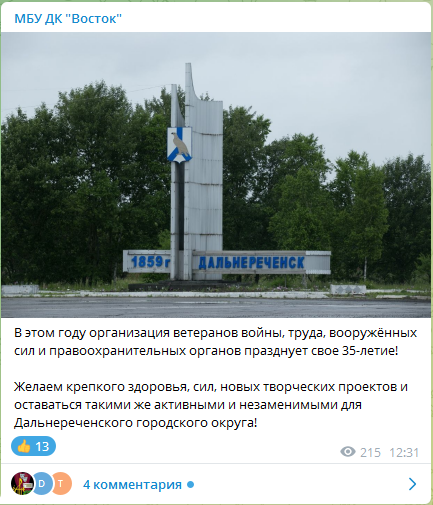 МБУ ДК "Восток"
1859г ДАЛЬНЕРЕЧЕНСК
В этом году организация ветеранов войны, труда, вооружённых
сил и правоохранительных органов празднует свое 35-летие!
Желаем крепкого здоровья, сил, новых творческих проектов и
оставаться такими же активными и незаменимыми для
Дальнереченского городского округа!
👍 13
215 12:31
D T
4 комментария